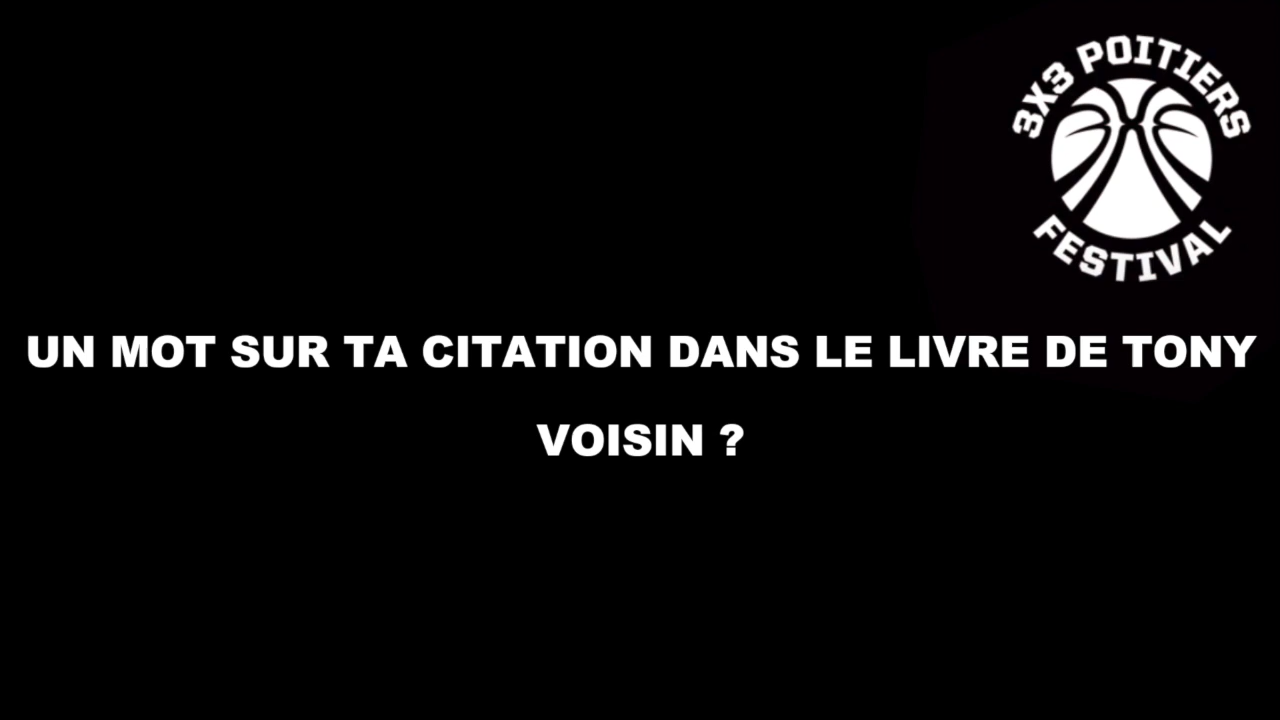 3X3 POITIERS
FESTIVAL
UN MOT SUR TA CITATION DANS LE LIVRE DE TONY
VOISIN ?